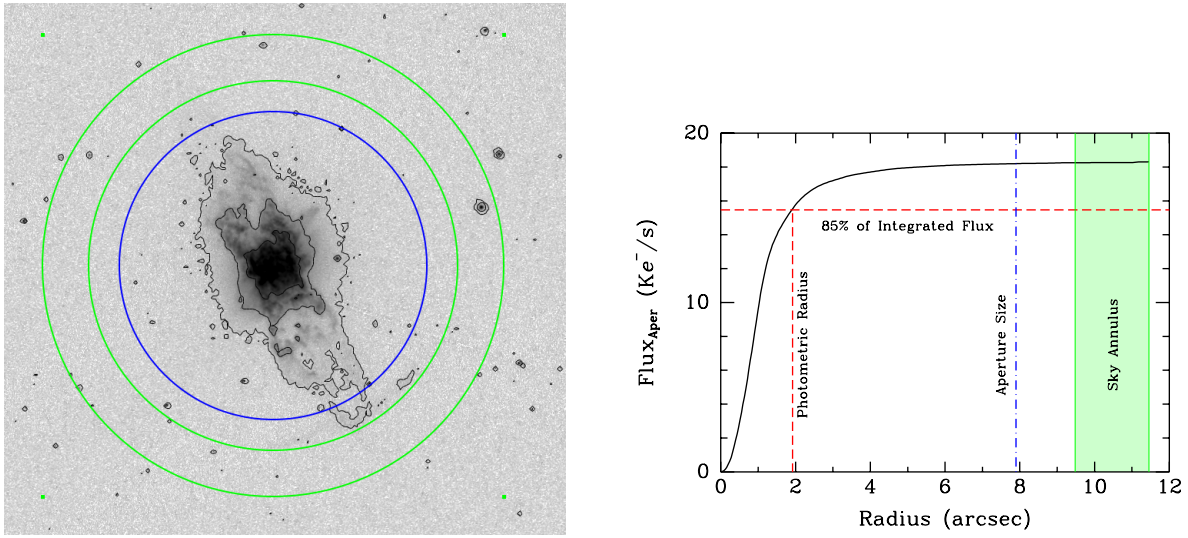 20
10
0
0 2 4 6 8 10 12
Flux_Aper (Ke⁻/s)
85% of Integrated Flux
Photometric Radius
Aperture Size
Sky Annulus
Radius (arcsec)